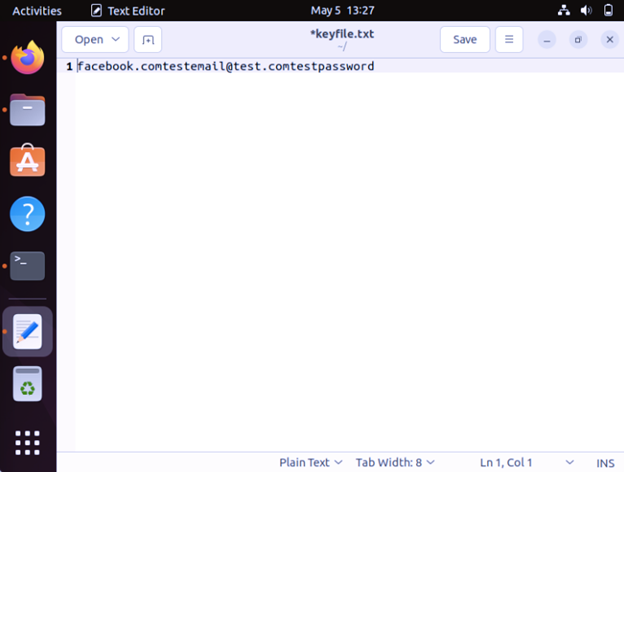 Activities Text Editor May 5 13:27
Open *keyfile.txt Save
~/
1 facebook.comtestemail@test.comtestpassword
Plain Text Tab Width: 8 Ln 1, Col 1 INS